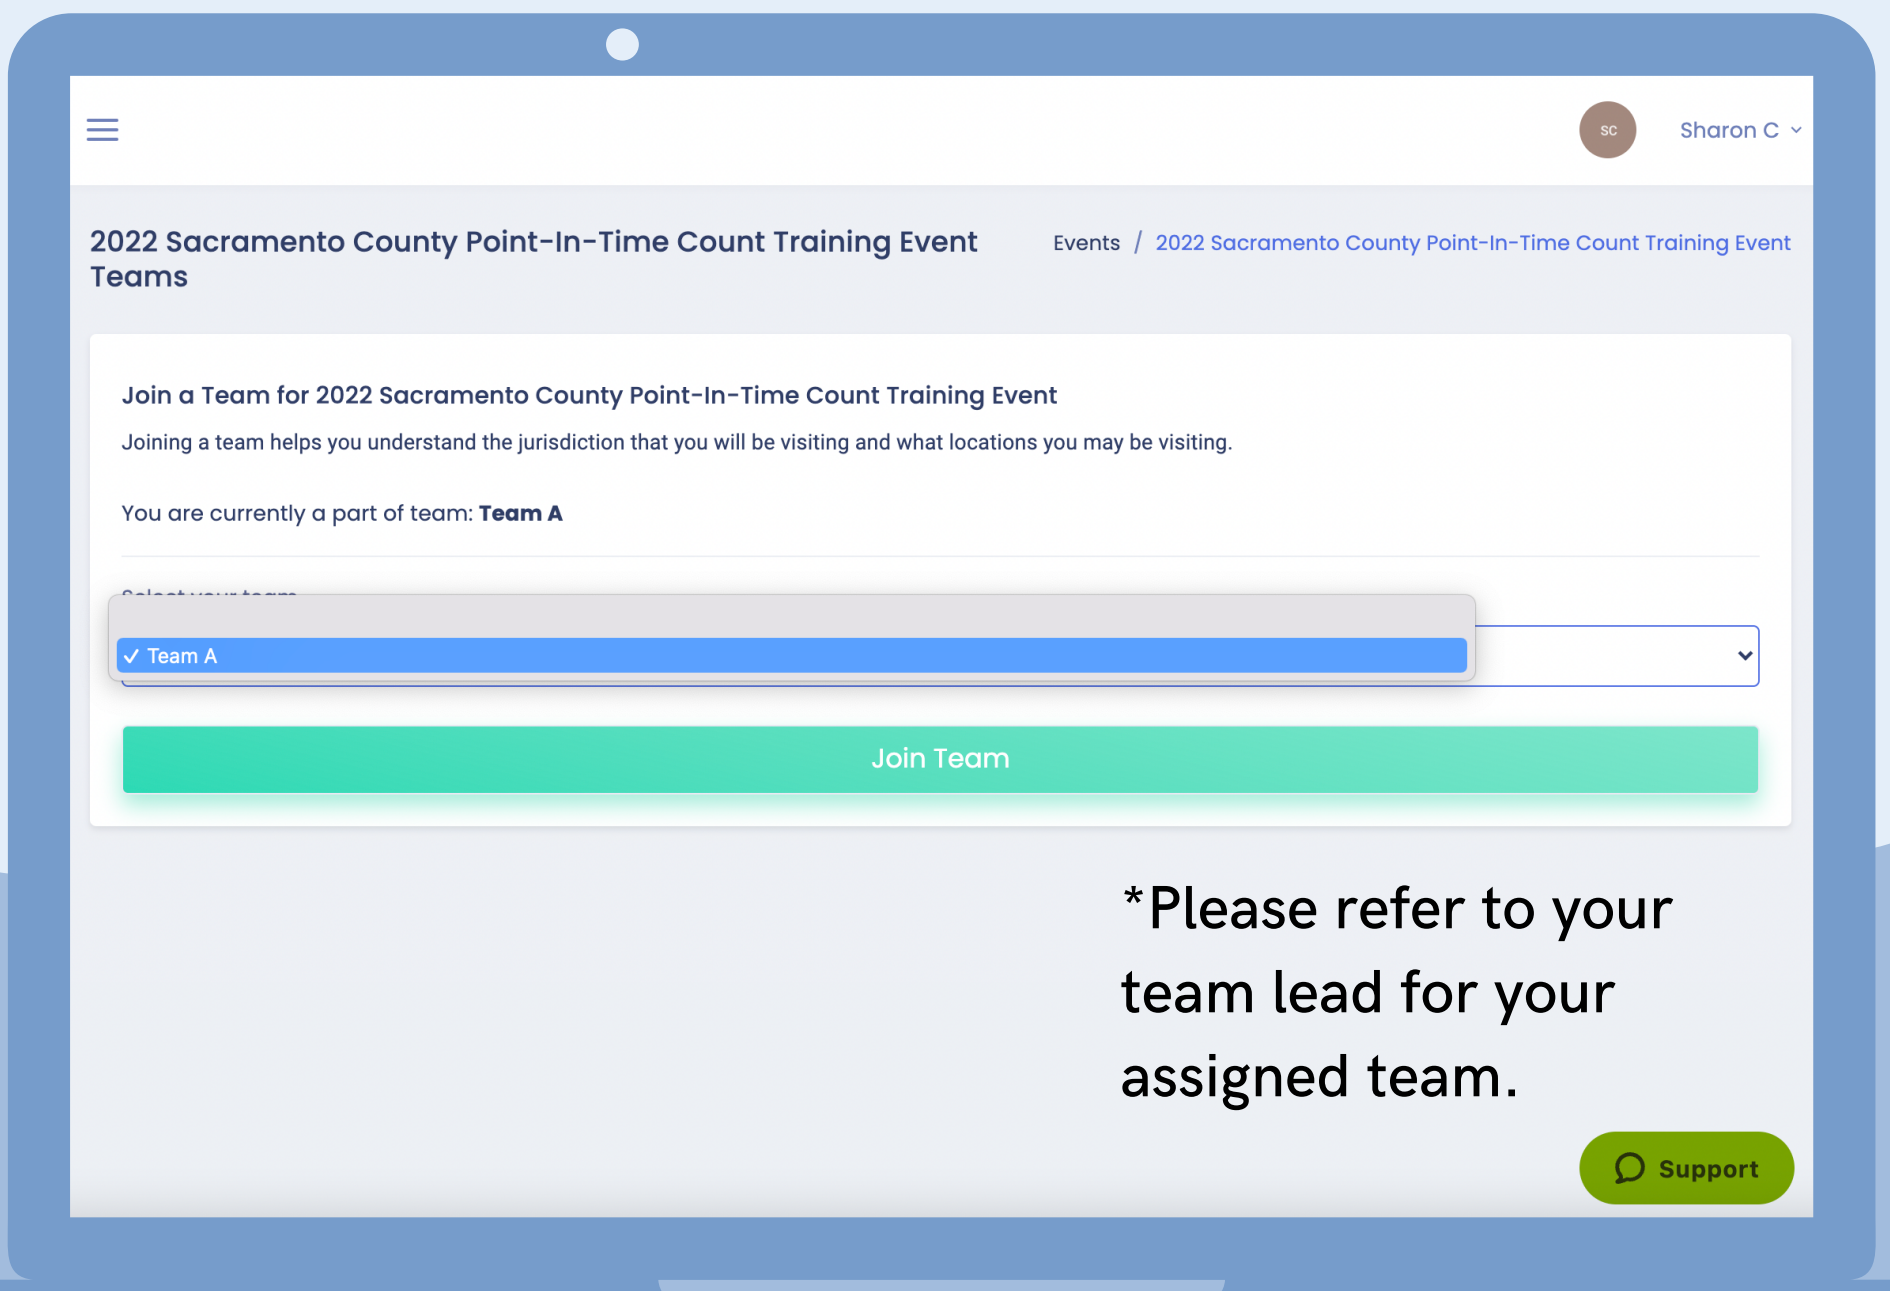 SC
Sharon C
2022 Sacramento County Point-In-Time Count Training Event
Teams
Events / 2022 Sacramento County Point-In-Time Count Training Event
Join a Team for 2022 Sacramento County Point-In-Time Count Training Event
Joining a team helps you understand the jurisdiction that you will be visiting and what locations you may be visiting.
You are currently a part of team: Team A
Select your team
✓ Team A
Join Team
*Please refer to your
team lead for your
assigned team.
Support